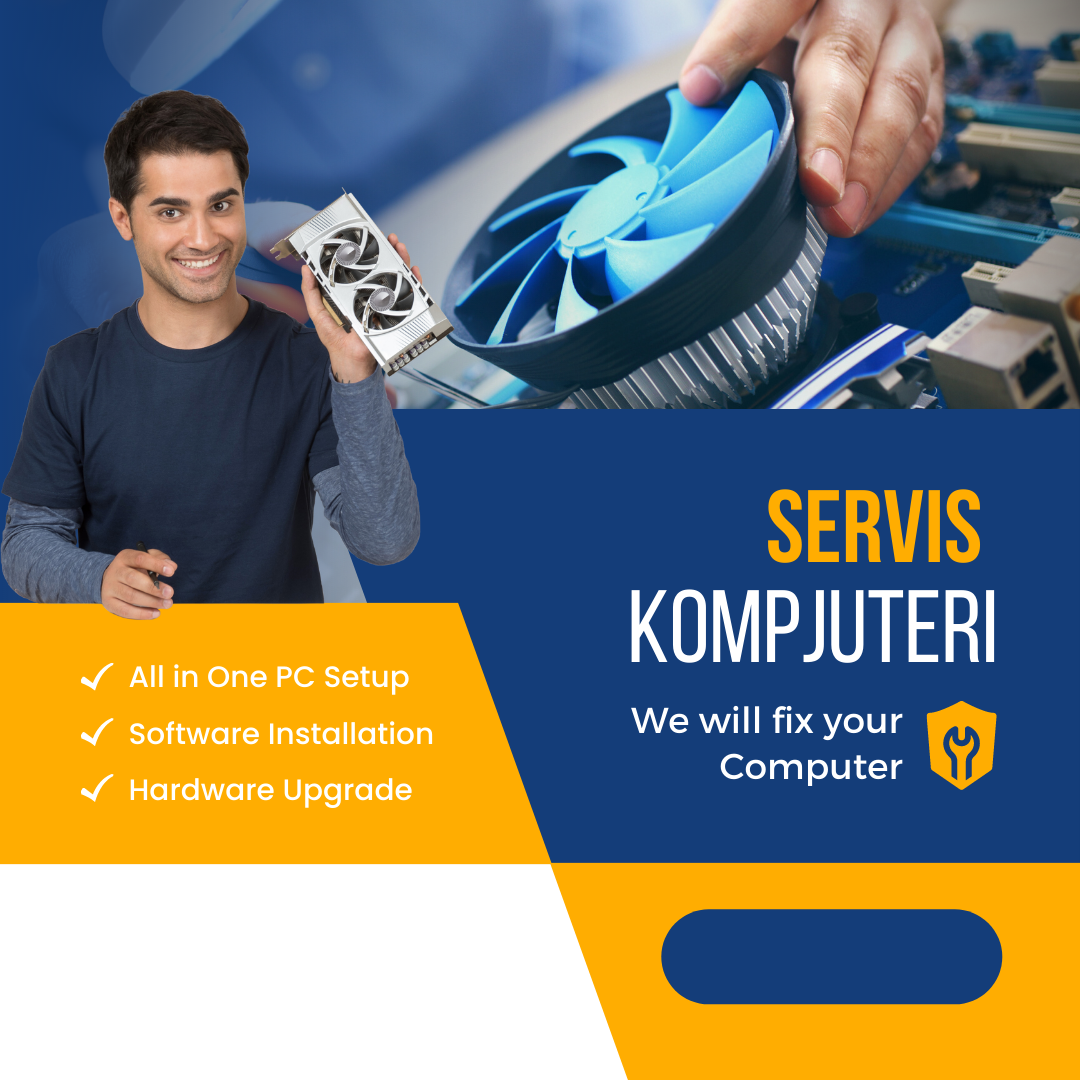 SERVIS
KOMPJUTERI
We will fix your
Computer
All in One PC Setup
Software Installation
Hardware Upgrade